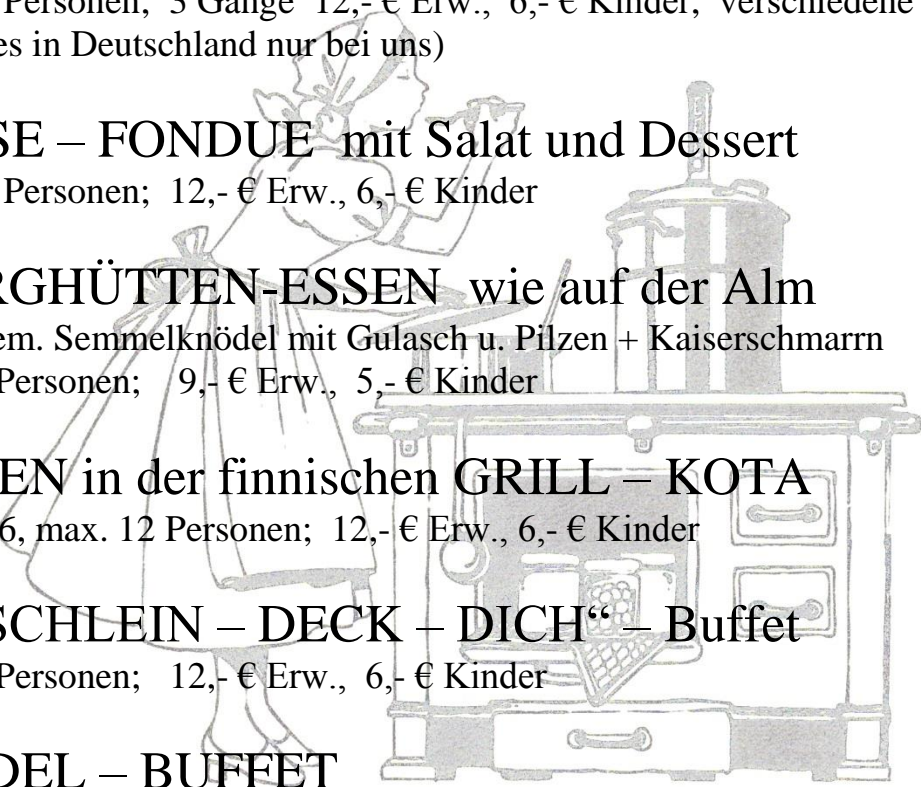 Personen; 3 Gänge 12,- € Erw., 6,- € Kinder; verschiedene
es in Deutschland nur bei uns)
SE – FONDUE mit Salat und Dessert
Personen; 12,- € Erw., 6,- € Kinder
RGHÜTTEN-ESSEN wie auf der Alm
em. Semmelknödel mit Gulasch u. Pilzen + Kaiserschmarrn
Personen; 9,- € Erw., 5,- € Kinder
EN in der finnischen GRILL – KOTA
6, max. 12 Personen; 12,- € Erw., 6,- € Kinder
SCHLEIN – DECK – DICH“ – Buffet
Personen; 12,- € Erw., 6,- € Kinder
DEL – BUFFET